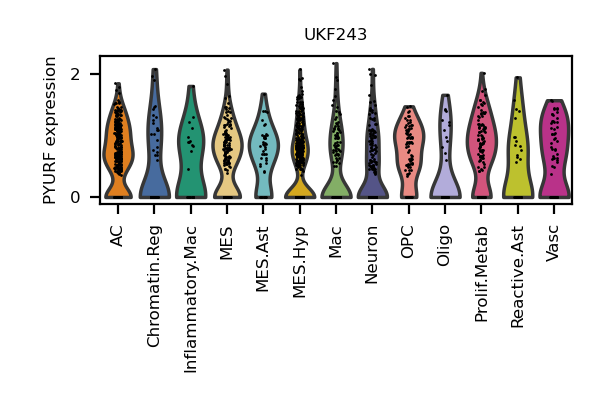 UKF243
PYURF expression
2
0
AC
Chromatin.Reg
Inflammatory.Mac
MES
MES.Ast
MES.Hyp
Mac
Neuron
OPC
Oligo
Prolif.Metab
Reactive.Ast
Vasc